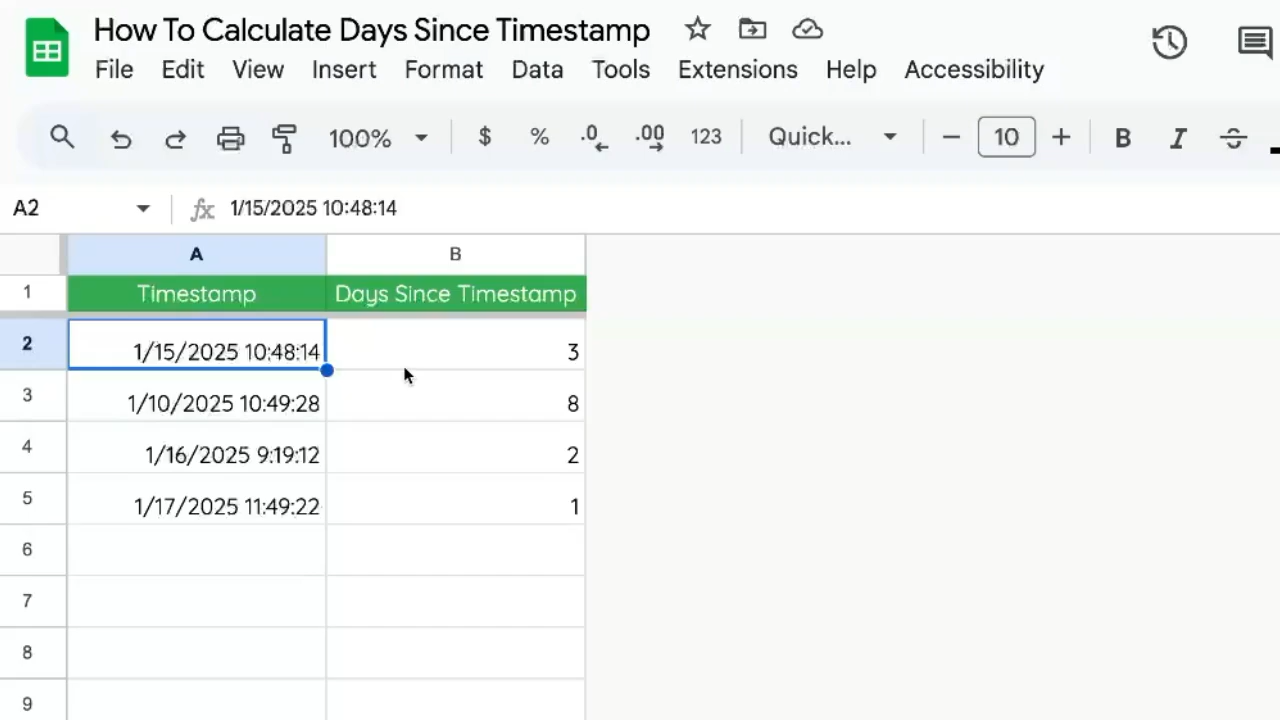 How To Calculate Days Since Timestamp
File Edit View Insert Format Data Tools Extensions Help Accessibility
100% $ % .0 .00 123 Quick... − 10 + B I S
A2 fx 1/15/2025 10:48:14
A B
1 Timestamp Days Since Timestamp
2 1/15/2025 10:48:14 3
3 1/10/2025 10:49:28 8
4 1/16/2025 9:19:12 2
5 1/17/2025 11:49:22 1
6
7
8
9